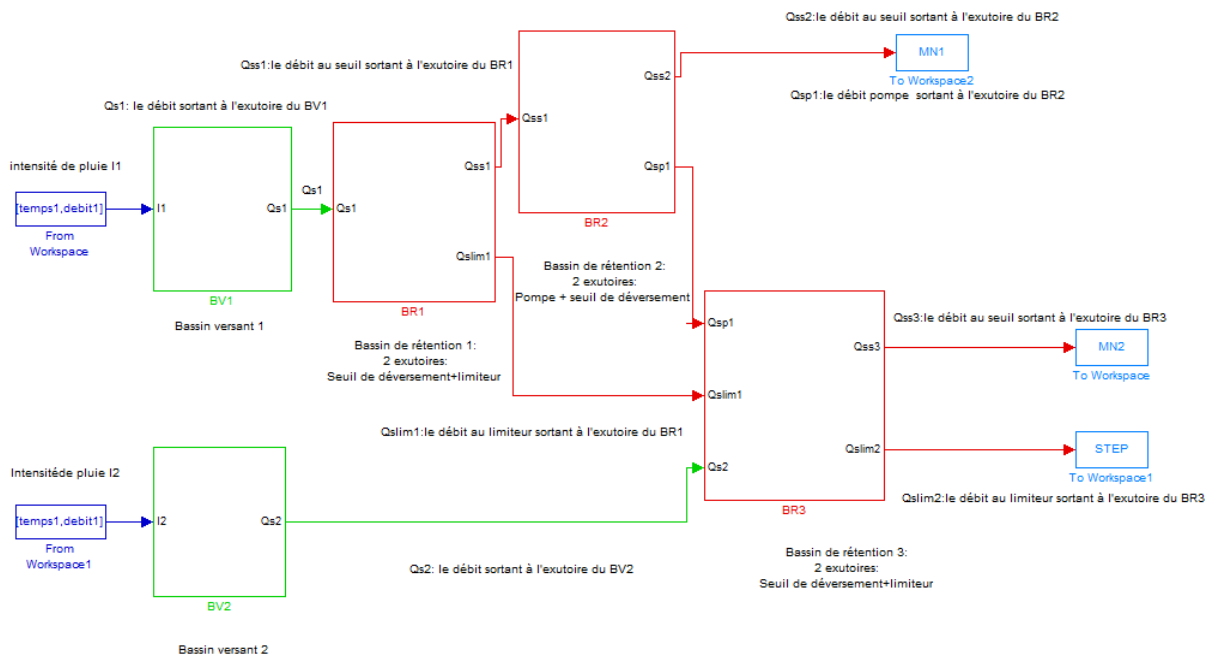 Qss2:le débit au seuil sortant à l'exutoire du BR2
MN1
To Workspace2
Qsp1:le débit pompe sortant à l'exutoire du BR2
Qss1:le débit au seuil sortant à l'exutoire du BR1
Qss2
Qss1
Qsp1
BR2
Qs1: le débit sortant à l'exutoire du BV1
intensité de pluie I1
[temps1,debit1]
From
Workspace
I1
Qs1
BV1
Bassin versant 1
Qs1
Qs1
Qss1
Qslim1
BR1
Bassin de rétention 1:
2 exutoires:
Seuil de déversement+limiteur
Bassin de rétention 2:
2 exutoires:
Pompe + seuil de déversement
Qsp1
Qslim1
Qs2
Qss3
Qslim2
BR3
Qss3:le débit au seuil sortant à l'exutoire du BR3
MN2
To Workspace
STEP
To Workspace1
Qslim2:le débit au limiteur sortant à l'exutoire du BR3
Qslim1:le débit au limiteur sortant à l'exutoire du BR1
Intensitéde pluie I2
[temps1,debit1]
From
Workspace1
I2
Qs2
BV2
Bassin versant 2
Qs2: le débit sortant à l'exutoire du BV2
Bassin de rétention 3:
2 exutoires:
Seuil de déversement+limiteur